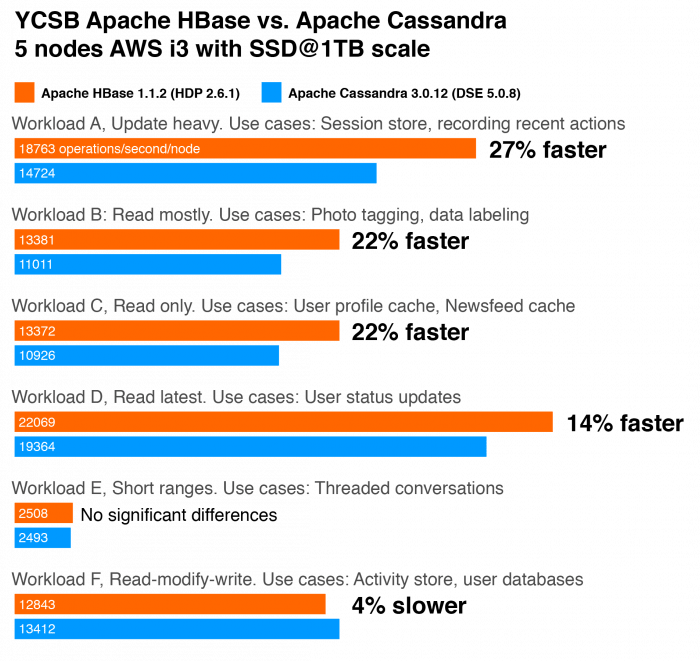 YCSB Apache HBase vs. Apache Cassandra
5 nodes AWS i3 with SSD@1TB scale
Apache HBase 1.1.2 (HDP 2.6.1) Apache Cassandra 3.0.12 (DSE 5.0.8)
Workload A, Update heavy. Use cases: Session store, recording recent actions
18763 operations/second/node 27% faster
14724
Workload B: Read mostly. Use cases: Photo tagging, data labeling
13381 22% faster
11011
Workload C, Read only. Use cases: User profile cache, Newsfeed cache
13372 22% faster
10926
Workload D, Read latest. Use cases: User status updates
22069 14% faster
19364
Workload E, Short ranges. Use cases: Threaded conversations
2508 No significant differences
2493
Workload F, Read-modify-write. Use cases: Activity store, user databases
12843 4% slower
13412